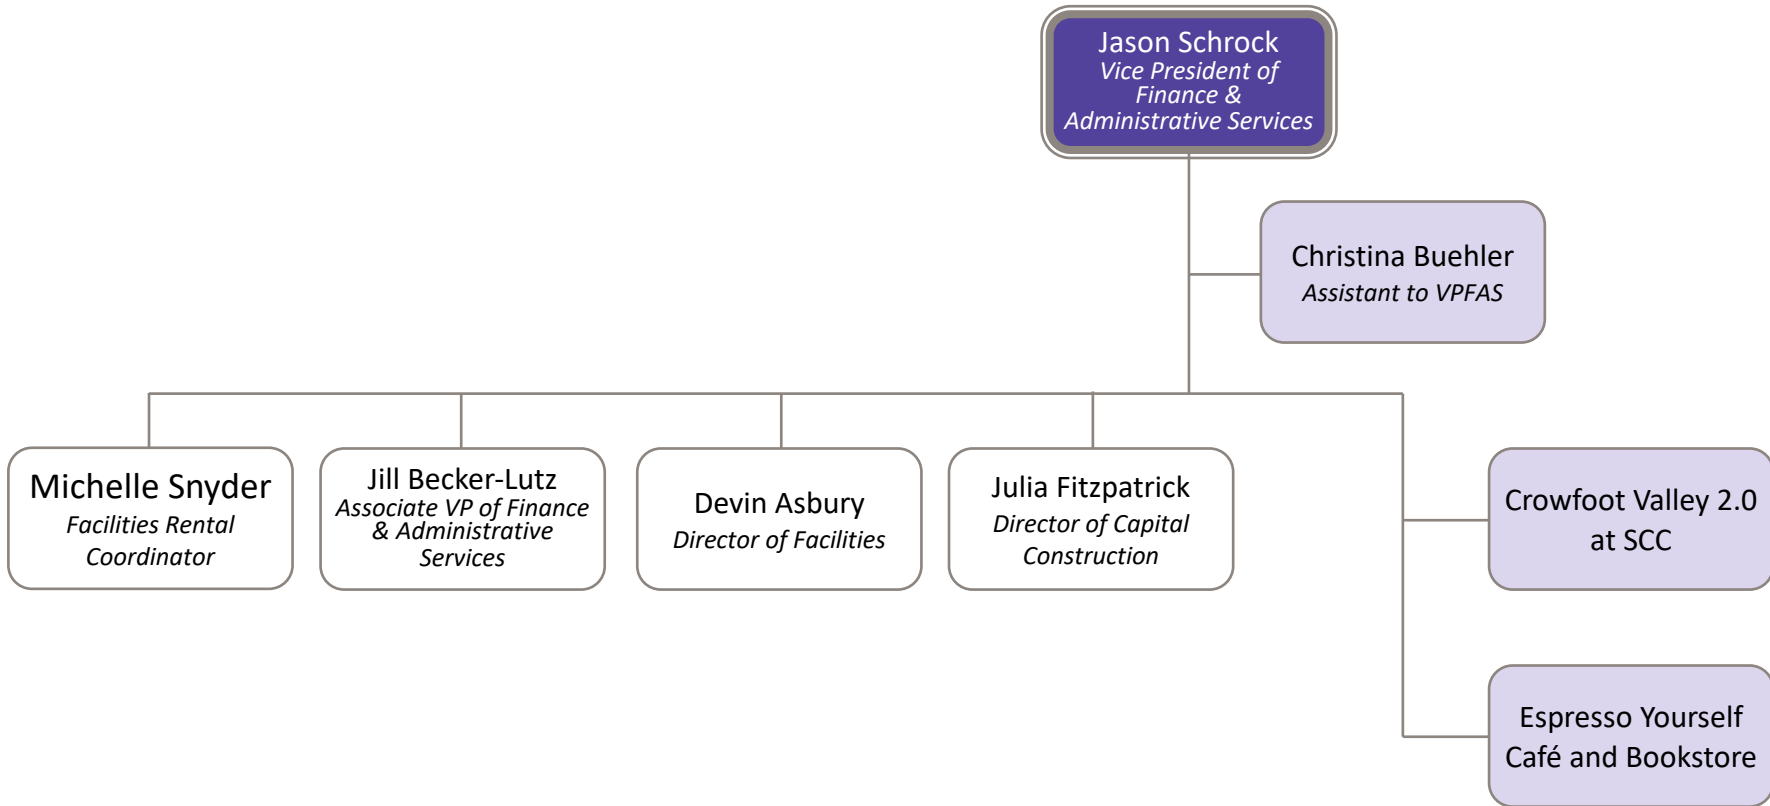 Jason Schrock
Vice President of
Finance &
Administrative Services
Christina Buehler
Assistant to VPFAS
Michelle Snyder
Facilities Rental
Coordinator
Jill Becker-Lutz
Associate VP of Finance
& Administrative
Services
Devin Asbury
Director of Facilities
Julia Fitzpatrick
Director of Capital
Construction
Crowfoot Valley 2.0
at SCC
Espresso Yourself
Café and Bookstore